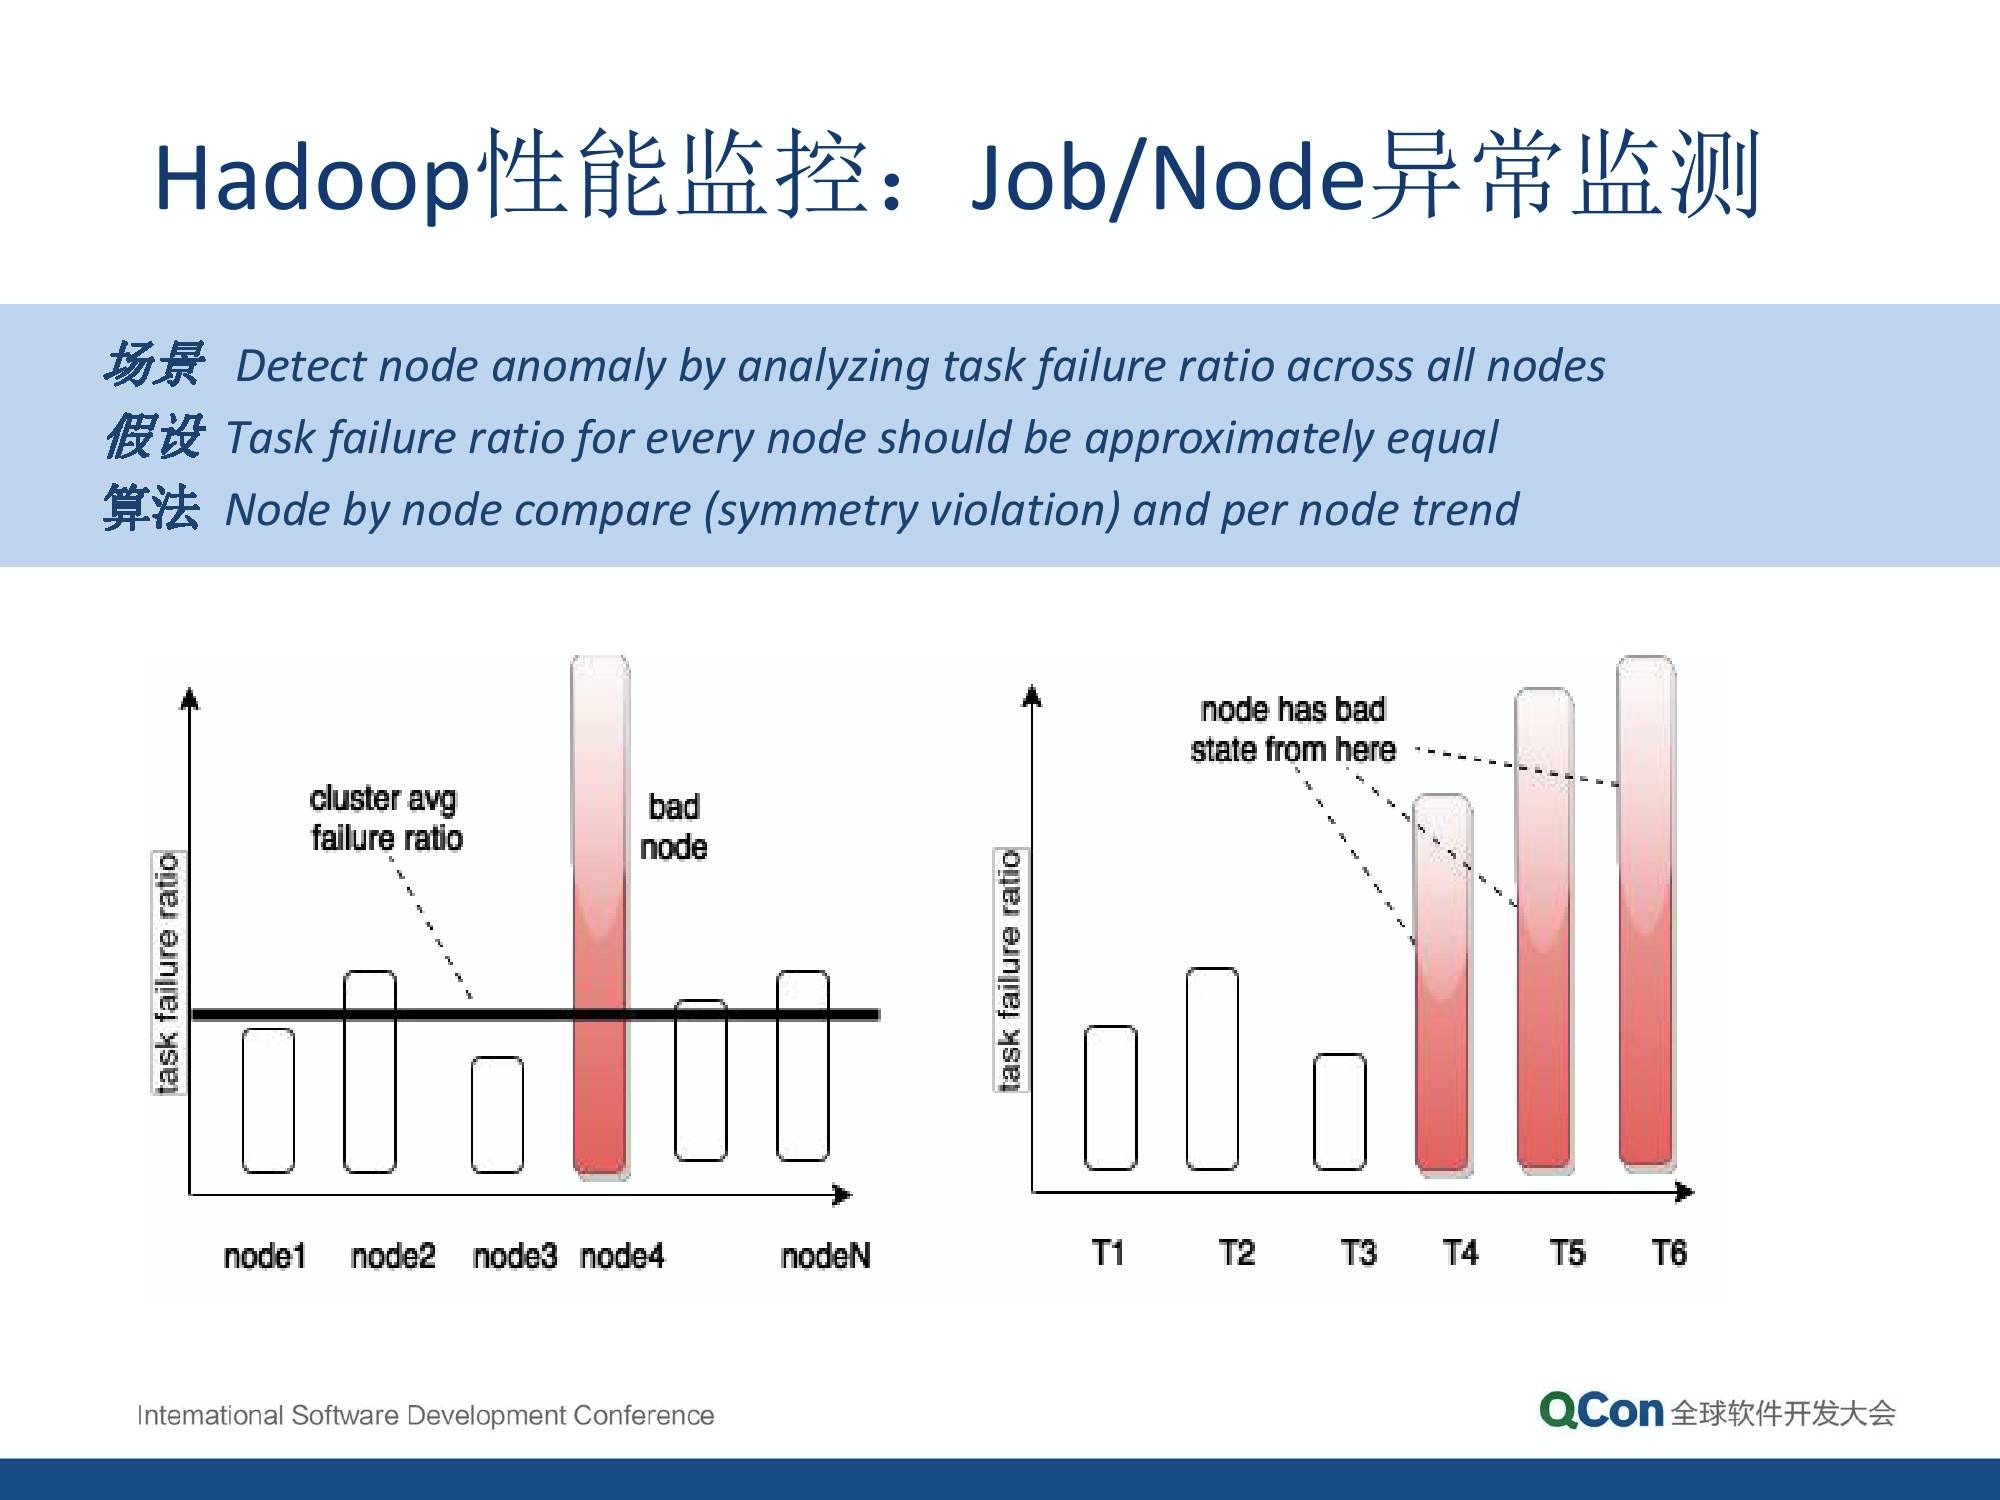 Hadoop性能监控：Job/Node异常监测
场景 Detect node anomaly by analyzing task failure ratio across all nodes
假设 Task failure ratio for every node should be approximately equal
算法 Node by node compare (symmetry violation) and per node trend
task failure ratio
cluster avg
failure ratio
bad
node
node1 node2 node3 node4 nodeN
task failure ratio
node has bad
state from here
T1 T2 T3 T4 T5 T6
International Software Development Conference
QCon 全球软件开发大会